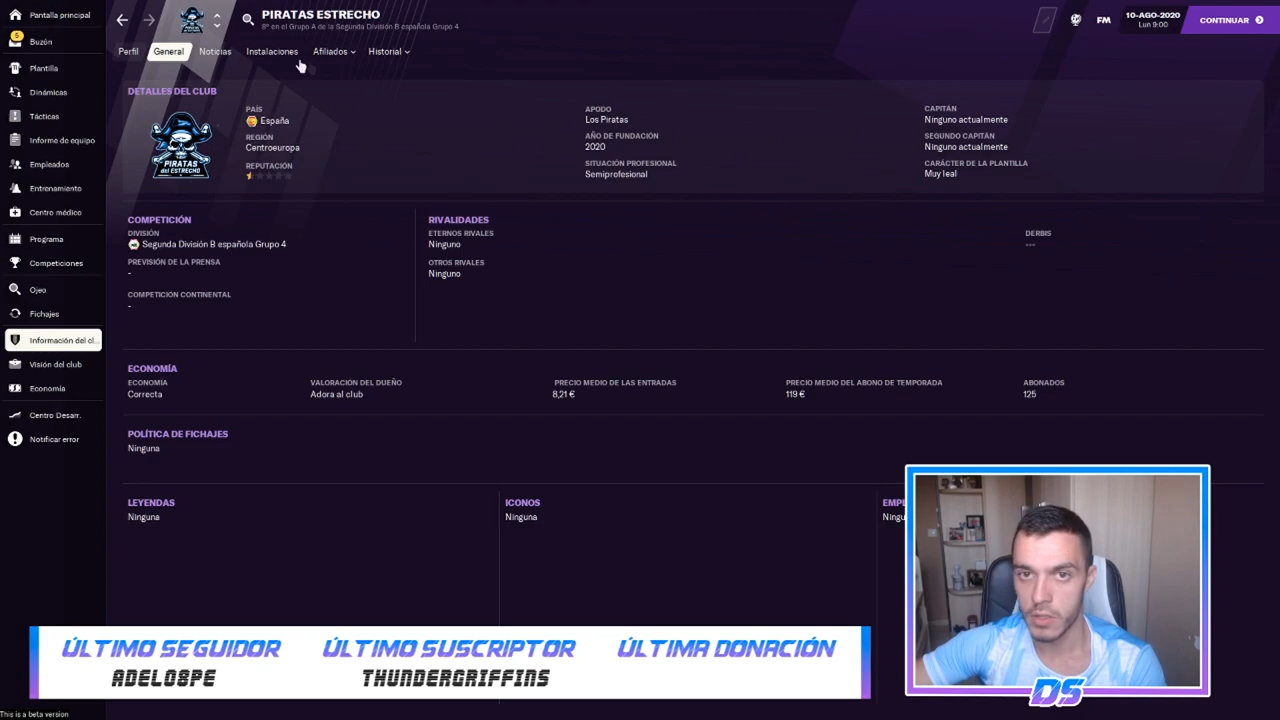 Pantalla principal
5
Buzón
Plantilla
Dinámicas
Tácticas
Informe de equipo
Empleados
Entrenamiento
Centro médico
Programa
Competiciones
Ojeo
Fichajes
Información del cl...
Visión del club
Economía
Centro Desarr.
Notificar error
This is a beta version
PIRATAS ESTRECHO
8º en el Grupo A de la Segunda División B española Grupo 4
FM
10-AGO-2020
Lun 9:00
CONTINUAR
Perfil
General
Noticias
Instalaciones
Afiliados
Historial
DETALLES DEL CLUB
PIRATAS
del ESTRECHO
PAÍS
España
REGIÓN
Centroeuropa
REPUTACIÓN
APODO
Los Piratas
AÑO DE FUNDACIÓN
2020
SITUACIÓN PROFESIONAL
Semiprofesional
CAPITÁN
Ninguno actualmente
SEGUNDO CAPITÁN
Ninguno actualmente
CARÁCTER DE LA PLANTILLA
Muy leal
COMPETICIÓN
DIVISIÓN
Segunda División B española Grupo 4
PREVISIÓN DE LA PRENSA
-
COMPETICIÓN CONTINENTAL
-
RIVALIDADES
ETERNOS RIVALES
Ninguno
OTROS RIVALES
Ninguno
DERBIS
---
ECONOMÍA
ECONOMÍA
Correcta
VALORACIÓN DEL DUEÑO
Adora al club
PRECIO MEDIO DE LAS ENTRADAS
8,21 €
PRECIO MEDIO DEL ABONO DE TEMPORADA
119 €
ABONADOS
125
POLÍTICA DE FICHAJES
Ninguna
LEYENDAS
Ninguna
ICONOS
Ninguna
EMPL
Ningu
ÚLTIMO SEGUIDOR
ADELO8PE
ÚLTIMO SUSCRIPTOR
THUNDERGRIFFINS
ÚLTIMA DONACIÓN
DS